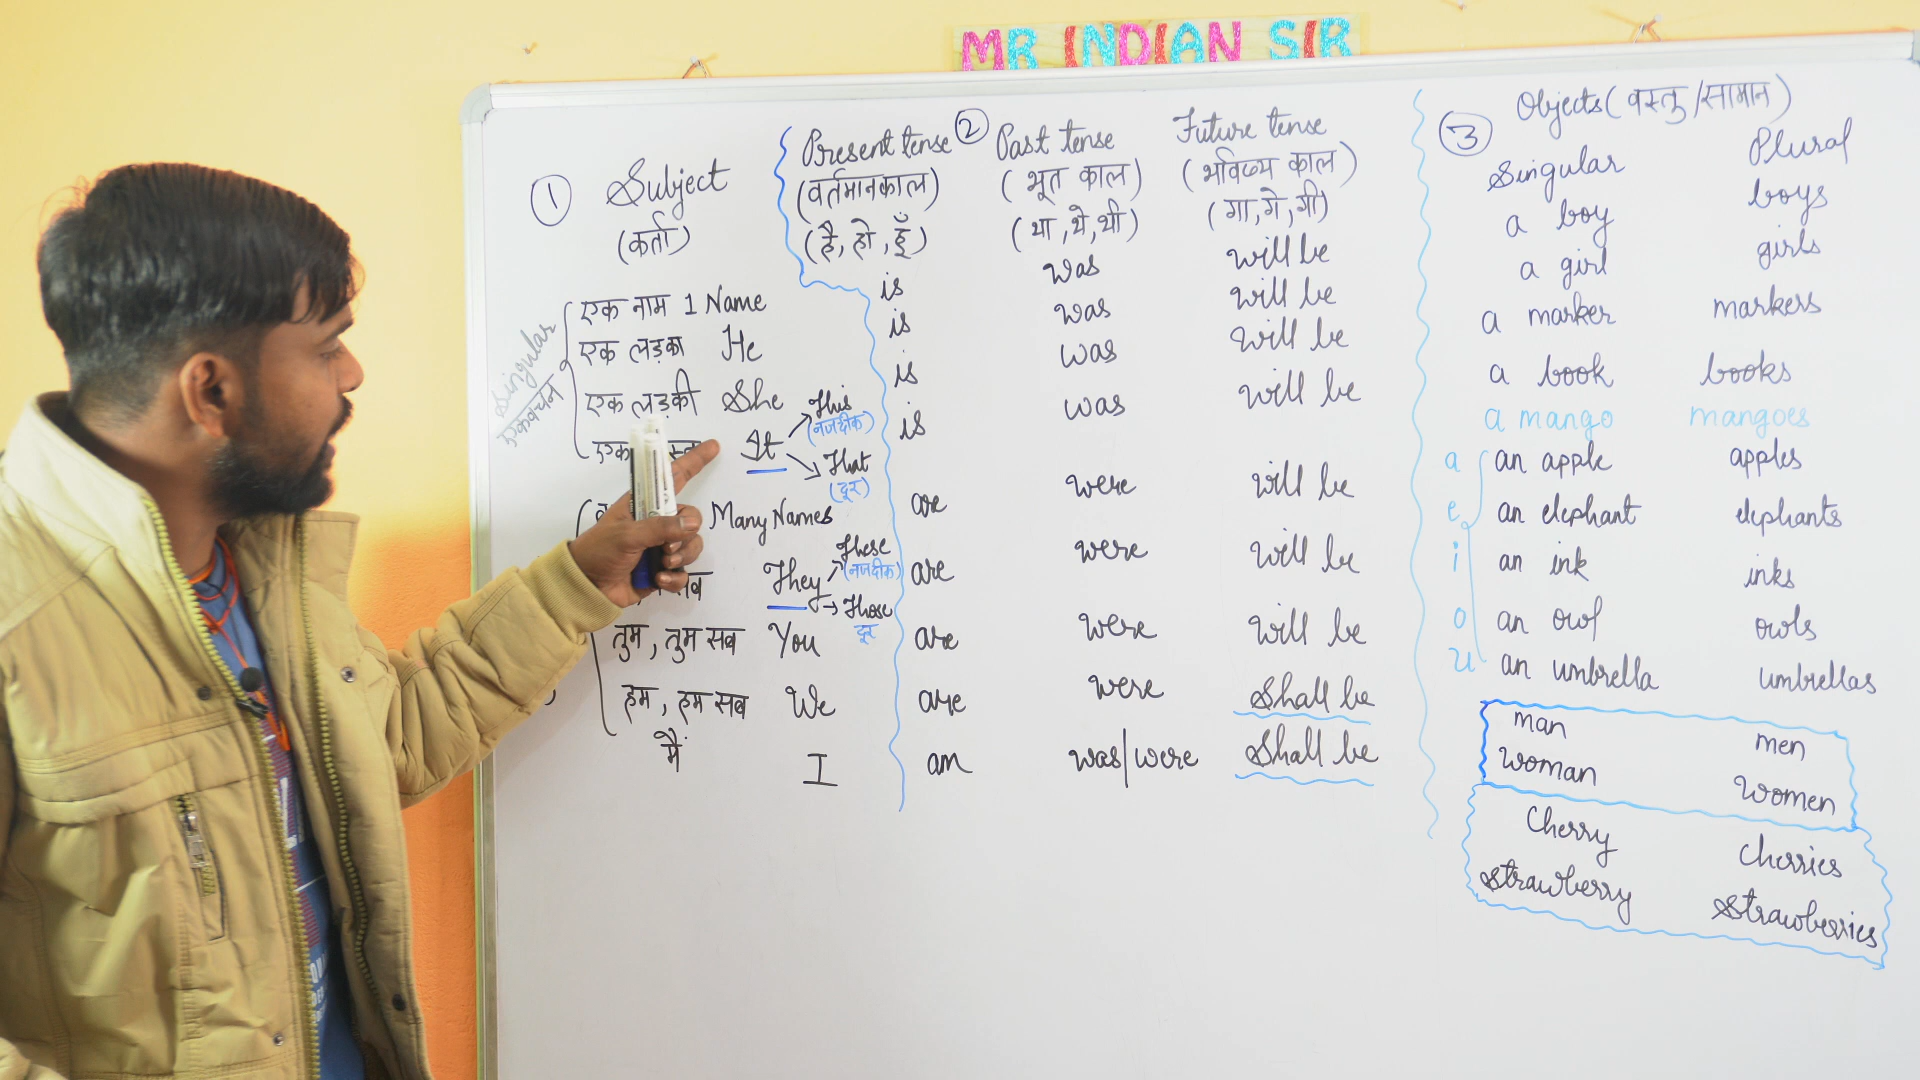 MR INDIAN SIR
① Subject
(कर्ता)
Singular
एकवचन
एक नाम 1 Name
एक लड़का He
एक लड़की She
एक It
This
(नजदीक)
That
(दूर)
Many Names
They
These
(नजदीक)
Those
दूर
तुम, तुम सब You
हम, हम सब We
मैं I
②
Present tense Past tense Future tense
(वर्तमानकाल) (भूत काल) (भविष्य काल)
(है, हो, हूँ) (था, थे, थी) (गा, गे, गी)
is was will be
is was will be
is was will be
is was will be
are were will be
are were will be
are were will be
are were Shall be
am was/were Shall be
③ Objects (वस्तु/सामान)
Singular Plural
a boy boys
a girl girls
a marker markers
a book books
a mango mangoes
a an apple apples
e an elephant elephants
i an ink inks
o an owl owls
u an umbrella umbrellas
man men
woman women
Cherry Cherries
Strawberry Strawberries